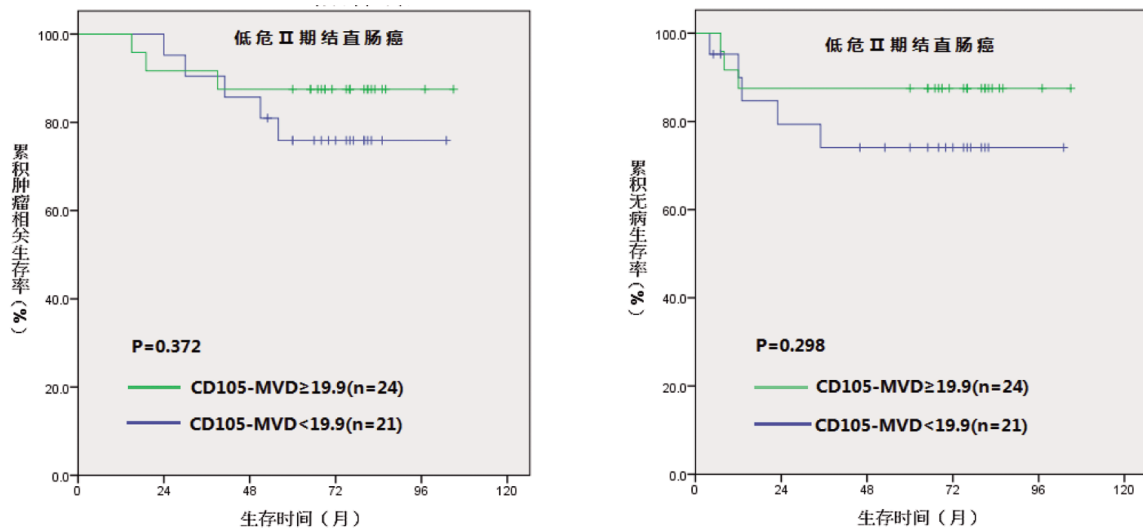 低危Ⅱ期结直肠癌
100.0
80.0
60.0
40.0
20.0
0.0
累积肿瘤相关生存率(%)
P=0.372
CD105-MVD≥19.9(n=24)
CD105-MVD<19.9(n=21)
0 24 48 72 96 120
生存时间(月)
低危Ⅱ期结直肠癌
100.0
80.0
60.0
40.0
20.0
0.0
累积无病生存率(%)
P=0.298
CD105-MVD≥19.9(n=24)
CD105-MVD<19.9(n=21)
0 24 48 72 96 120
生存时间(月)